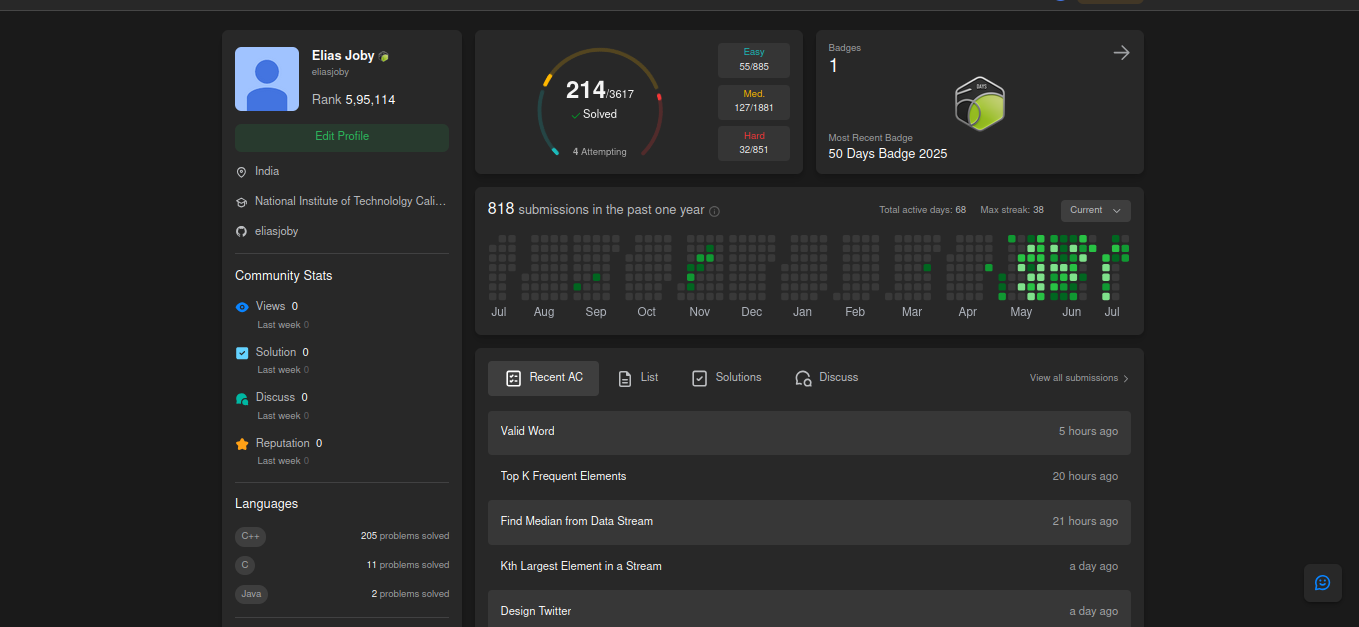 Elias Joby
eliasjoby
Rank 5,95,114
Edit Profile
India
National Institute of Technololgy Cali...
eliasjoby
Community Stats
Views 0
Last week 0
Solution 0
Last week 0
Discuss 0
Last week 0
Reputation 0
Last week 0
Languages
C++ 205 problems solved
C 11 problems solved
Java 2 problems solved
214/3617
Solved
4 Attempting
Easy
55/885
Med.
127/1881
Hard
32/851
Badges
1
DAYS
Most Recent Badge
50 Days Badge 2025
818 submissions in the past one year
Total active days: 68 Max streak: 38 Current
Jul Aug Sep Oct Nov Dec Jan Feb Mar Apr May Jun Jul
Recent AC List Solutions Discuss View all submissions
Valid Word 5 hours ago
Top K Frequent Elements 20 hours ago
Find Median from Data Stream 21 hours ago
Kth Largest Element in a Stream a day ago
Design Twitter a day ago